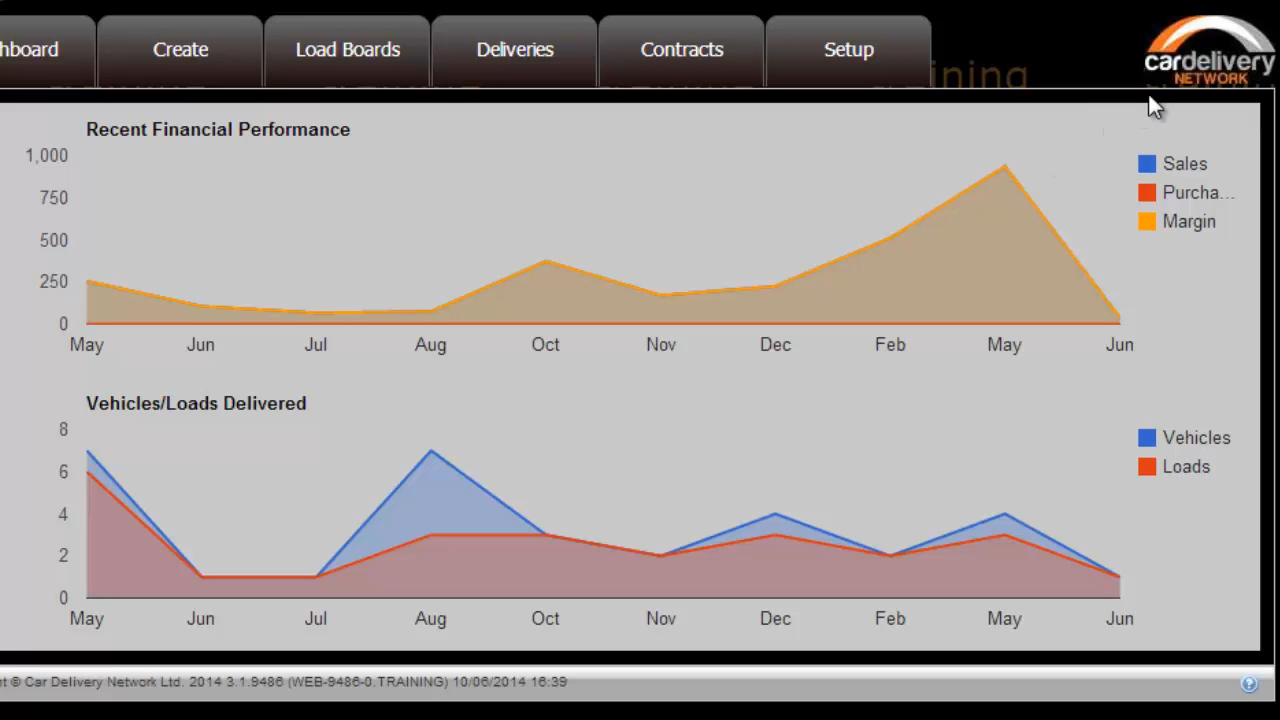 hboard Create Load Boards Deliveries Contracts Setup
ining
cardelivery
NETWORK
Recent Financial Performance
1,000
750
500
250
0
May Jun Jul Aug Oct Nov Dec Feb May Jun
Sales
Purcha...
Margin
Vehicles/Loads Delivered
8
6
4
2
0
May Jun Jul Aug Oct Nov Dec Feb May Jun
Vehicles
Loads
t © Car Delivery Network Ltd. 2014 3.1.9486 (WEB-9486-0.TRAINING) 10/06/2014 16:39
?